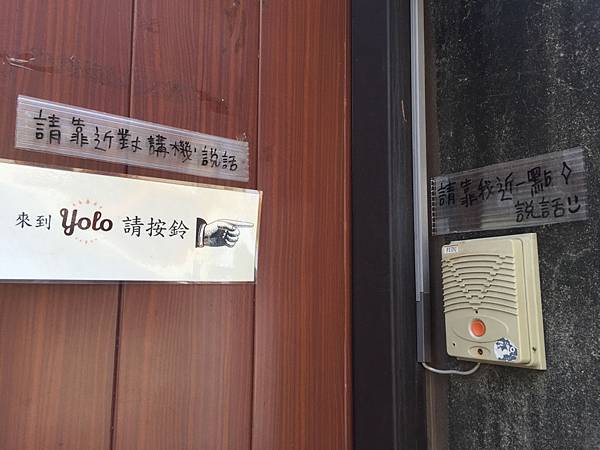 請靠近對講機說話
來到 Yolo 請按鈴
請靠我近一點
說話